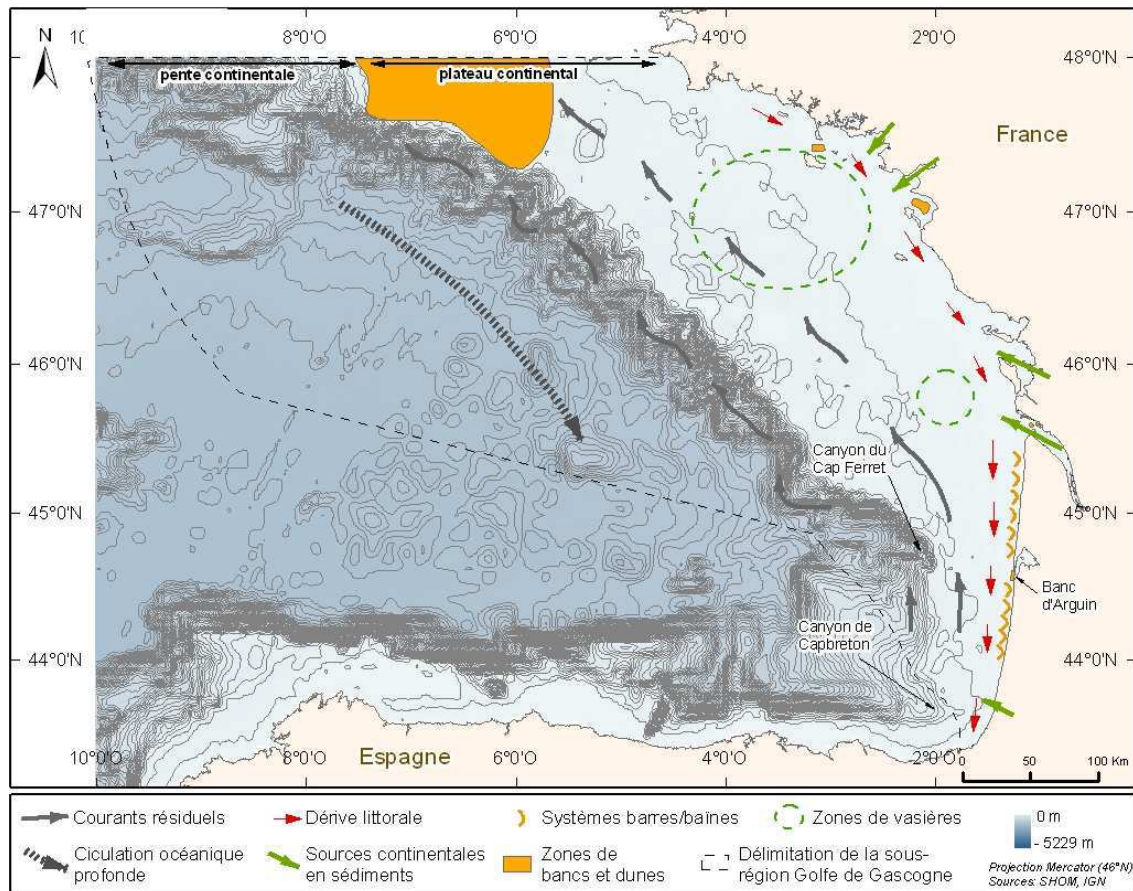 N
10
8°0'O
6°0'O
4°0'O
2°0'O
pente continentale
plateau continental
48°0'N
48°0'N
France
47°0'N
47°0'N
46°0'N
46°0'N
Canyon du
Cap Ferret
45°0'N
45°0'N
Banc
d'Arguin
Canyon de
Capbreton
44°0'N
44°0'N
Espagne
10°0'O
8°0'O
6°0'O
4°0'O
2°0'O
0 50 100 Km
Courants résiduels
Dérive littorale
Systèmes barres/baïnes
Zones de vasières
0 m
- 5229 m
Ciculation océanique
profonde
Sources continentales
en sédiments
Zones de
bancs et dunes
Délimitation de la sous-
région Golfe de Gascogne
Projection Mercator (46°N)
Sources: SHOM, IGN